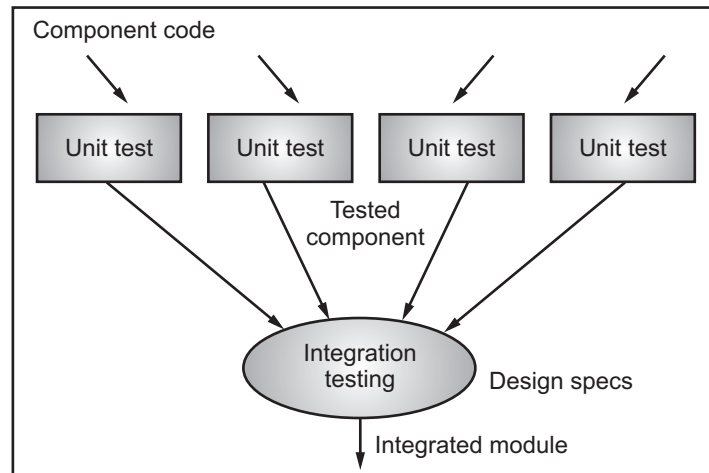 Component code
Unit test
Unit test
Unit test
Unit test
Tested
component
Integration
testing
Design specs
Integrated module